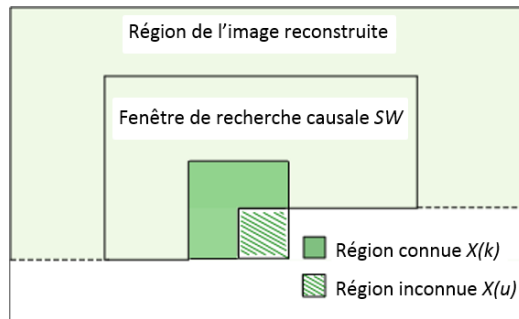 Région de l'image reconstruite
Fenêtre de recherche causale SW
Région connue X(k)
Région inconnue X(u)